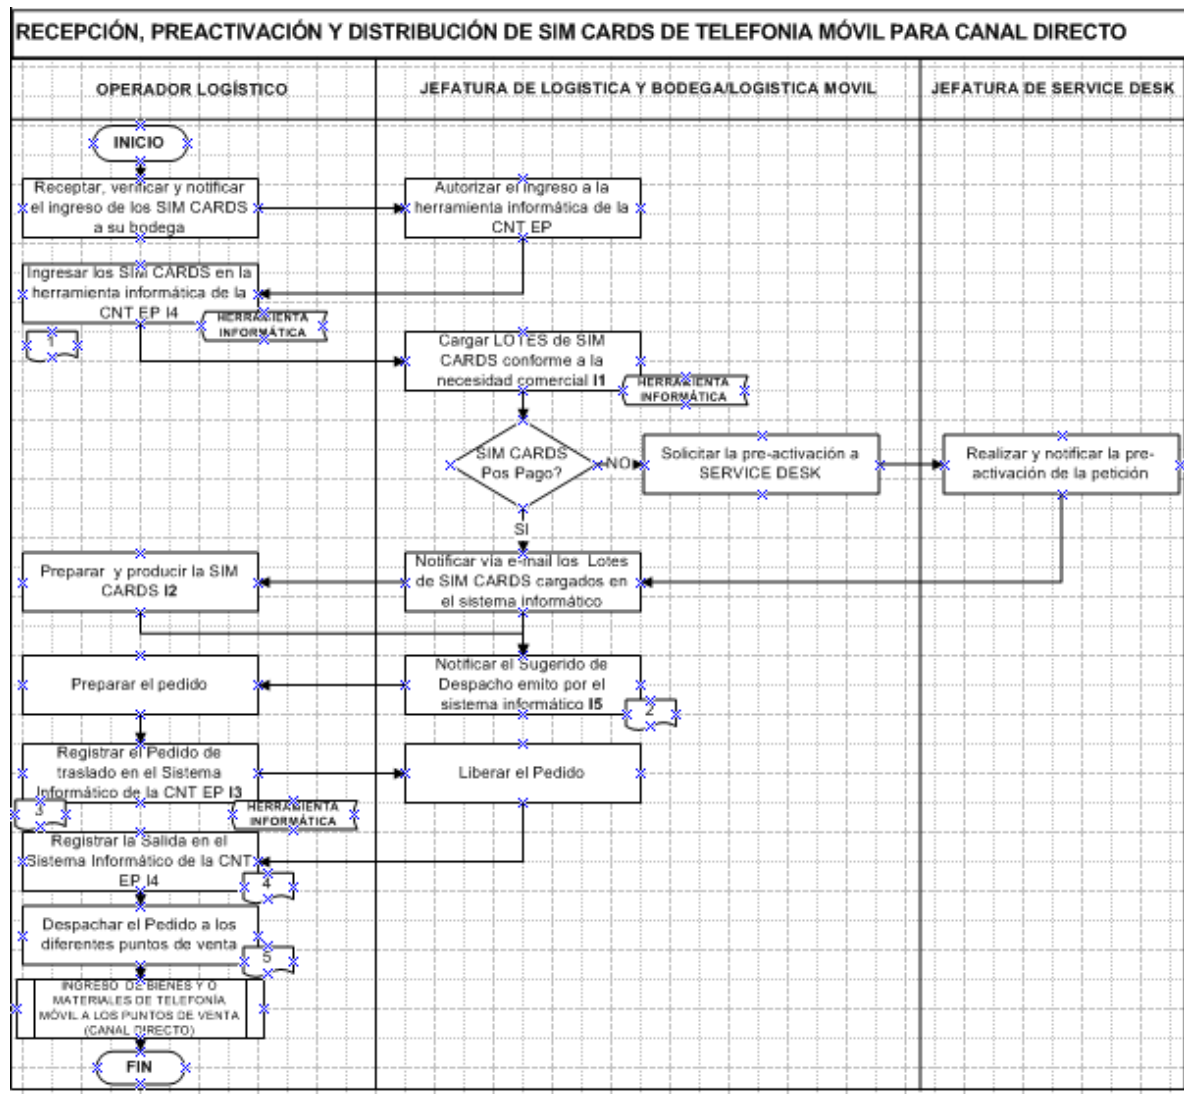 RECEPCIÓN, PREACTIVACIÓN Y DISTRIBUCIÓN DE SIM CARDS DE TELEFONIA MÓVIL PARA CANAL DIRECTO
OPERADOR LOGÍSTICO
JEFATURA DE LOGISTICA Y BODEGA/LOGISTICA MOVIL
JEFATURA DE SERVICE DESK
INICIO
Receptar, verificar y notificar
el ingreso de los SIM CARDS
a su bodega
Autorizar el ingreso a la
herramienta informática de la
CNT EP
Ingresar los SIM CARDS en la
herramienta informática de la
CNT EP I4
HERRAMIENTA
INFORMÁTICA
1
Cargar LOTES de SIM
CARDS conforme a la
necesidad comercial I1
HERRAMIENTA
INFORMÁTICA
SIM CARDS
Pos Pago?
NO
Solicitar la pre-activación a
SERVICE DESK
Realizar y notificar la pre-
activación de la petición
SI
Preparar y producir la SIM
CARDS I2
Notificar vía e-mail los Lotes
de SIM CARDS cargados en
el sistema informático
Preparar el pedido
Notificar el Sugerido de
Despacho emito por el
sistema informático I5
2
Registrar el Pedido de
traslado en el Sistema
Informático de la CNT EP I3
3
HERRAMIENTA
INFORMÁTICA
Liberar el Pedido
Registrar la Salida en el
Sistema Informático de la CNT
EP I4
4
Despachar el Pedido a los
diferentes puntos de venta
5
INGRESO DE BIENES Y O
MATERIALES DE TELEFONÍA
MÓVIL A LOS PUNTOS DE VENTA
(CANAL DIRECTO)
FIN